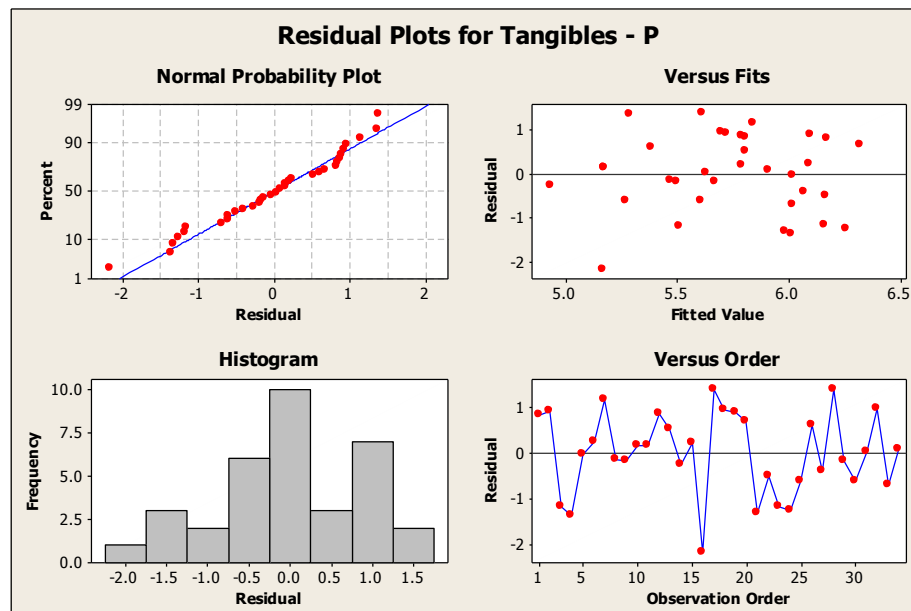 Residual Plots for Tangibles - P
Normal Probability Plot
99
90
50
10
1
Percent
-2 -1 0 1 2
Residual
Versus Fits
1
0
-1
-2
Residual
5.0 5.5 6.0 6.5
Fitted Value
Histogram
10.0
7.5
5.0
2.5
0.0
Frequency
-2.0 -1.5 -1.0 -0.5 0.0 0.5 1.0 1.5
Residual
Versus Order
1
0
-1
-2
Residual
1 5 10 15 20 25 30
Observation Order